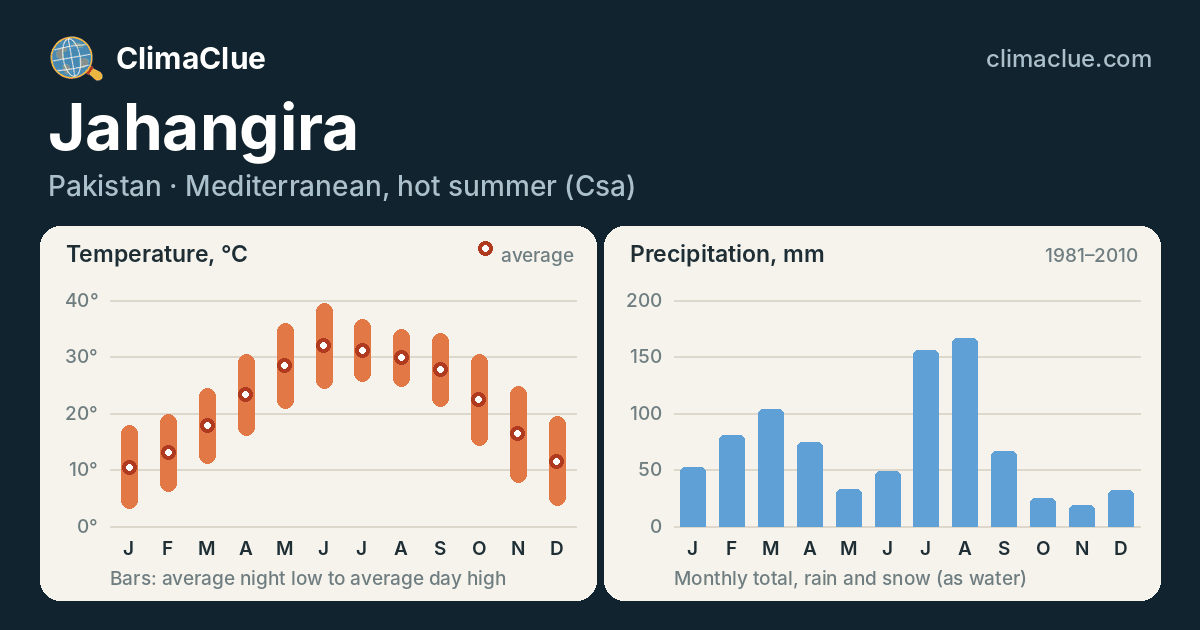 ClimaClue
climaclue.com
Jahangira
Pakistan · Mediterranean, hot summer (Csa)
Temperature, °C
average
40°
30°
20°
10°
0°
J F M A M J J A S O N D
Bars: average night low to average day high
Precipitation, mm
1981–2010
200
150
100
50
0
J F M A M J J A S O N D
Monthly total, rain and snow (as water)